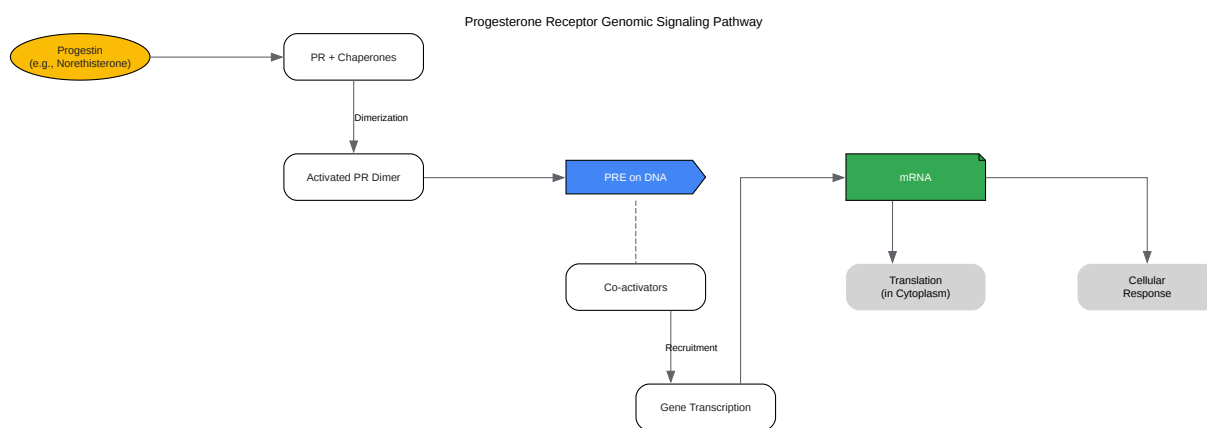 Progesterone Receptor Genomic Signaling Pathway
Progestin
(e.g., Norethisterone)
PR + Chaperones
Dimerization
Activated PR Dimer
PRE on DNA
mRNA
Co-activators
Translation
(in Cytoplasm)
Cellular
Response
Recruitment
Gene Transcription